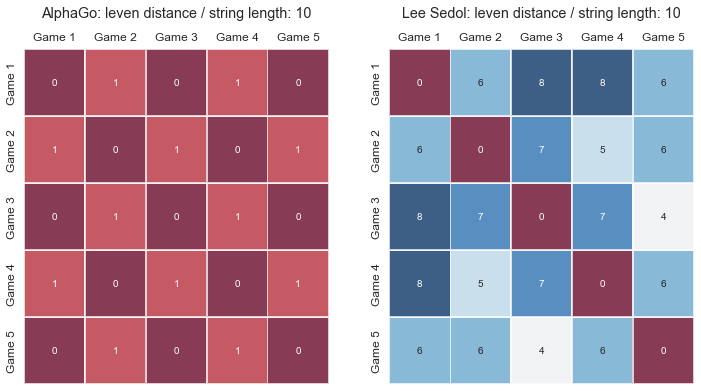 AlphaGo: leven distance / string length: 10
Game 1 Game 2 Game 3 Game 4 Game 5
Game 1 0 1 0 1 0
Game 2 1 0 1 0 1
Game 3 0 1 0 1 0
Game 4 1 0 1 0 1
Game 5 0 1 0 1 0
Lee Sedol: leven distance / string length: 10
Game 1 Game 2 Game 3 Game 4 Game 5
Game 1 0 6 8 8 6
Game 2 6 0 7 5 6
Game 3 8 7 0 7 4
Game 4 8 5 7 0 6
Game 5 6 6 4 6 0